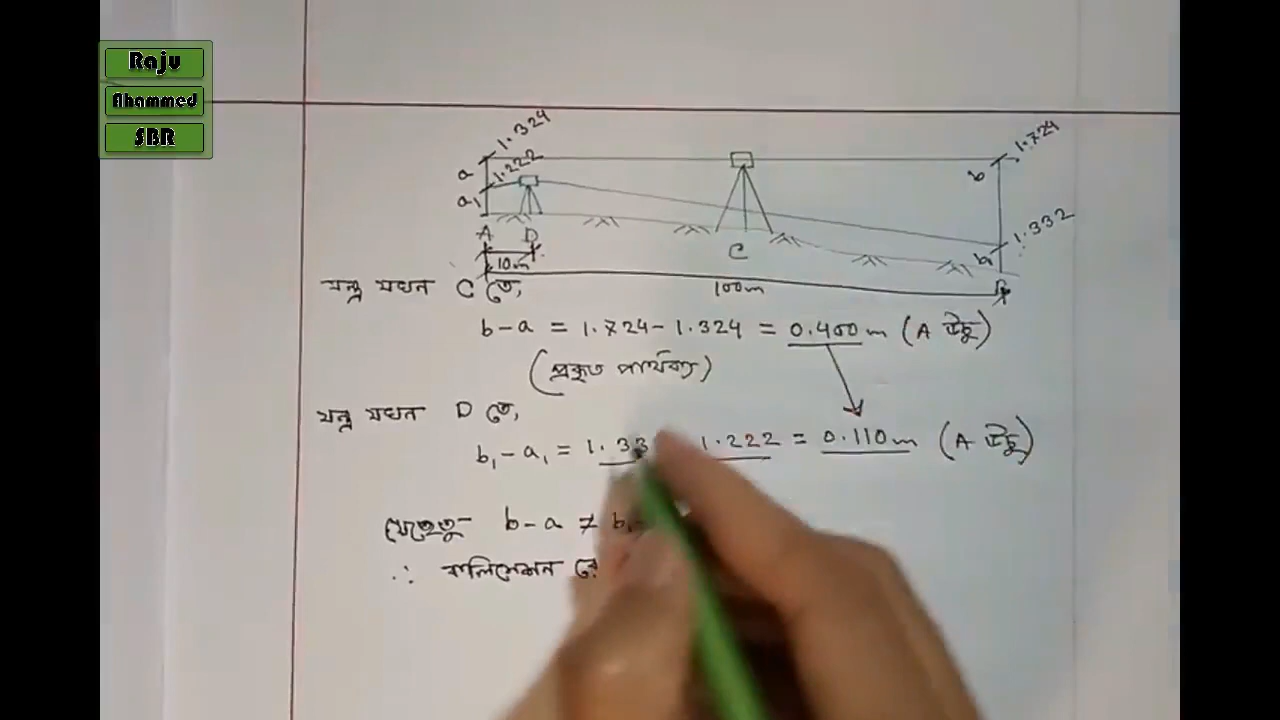 Raju
Ahammed
SBR
1.324
1.724
a
1.222
b
a₁
1.332
A D
C
b₁
10m
100m
যন্ত্র যখন C তে,
b-a = 1.724-1.324 = 0.400 m (A উঁচু)
(প্রকৃত পার্থক্য)
যন্ত্র যখন D তে,
b₁-a₁ = 1.33 1.222 = 0.110m (A উঁচু)
যেহেতু- b-a ≠ b₁-
∴ কলিমেশন রে